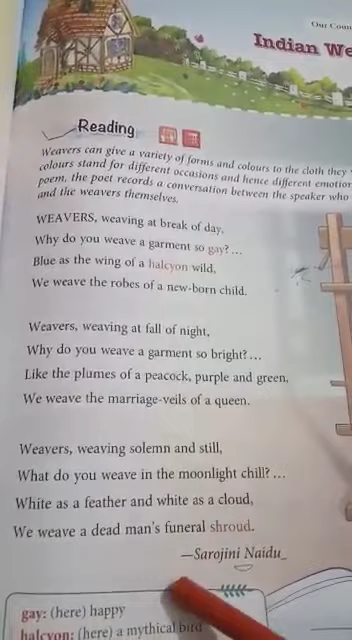 Our Coun
Indian We
Reading
Weavers can give a variety of forms and colours to the cloth they
colours stand for different occasions and hence different emotion
poem, the poet records a conversation between the speaker who
and the weavers themselves.
WEAVERS, weaving at break of day,
Why do you weave a garment so gay?...
Blue as the wing of a halcyon wild,
We weave the robes of a new-born child.
Weavers, weaving at fall of night,
Why do you weave a garment so bright?...
Like the plumes of a peacock, purple and green,
We weave the marriage-veils of a queen.
Weavers, weaving solemn and still,
What do you weave in the moonlight chill?...
White as a feather and white as a cloud,
We weave a dead man's funeral shroud.
—Sarojini Naidu
gay: (here) happy
halcyon: (here) a mythical bird